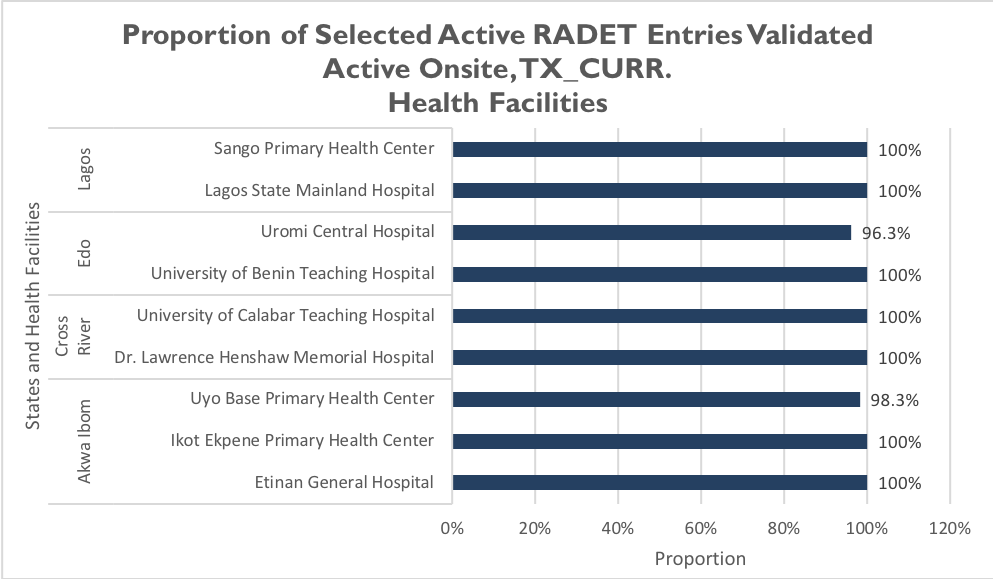 Proportion of Selected Active RADET Entries Validated
Active Onsite, TX_CURR.
Health Facilities
States and Health Facilities
Lagos
Sango Primary Health Center 100%
Lagos State Mainland Hospital 100%
Edo
Uromi Central Hospital 96.3%
University of Benin Teaching Hospital 100%
Cross
River
University of Calabar Teaching Hospital 100%
Dr. Lawrence Henshaw Memorial Hospital 100%
Akwa Ibom
Uyo Base Primary Health Center 98.3%
Ikot Ekpene Primary Health Center 100%
Etinan General Hospital 100%
0% 20% 40% 60% 80% 100% 120%
Proportion